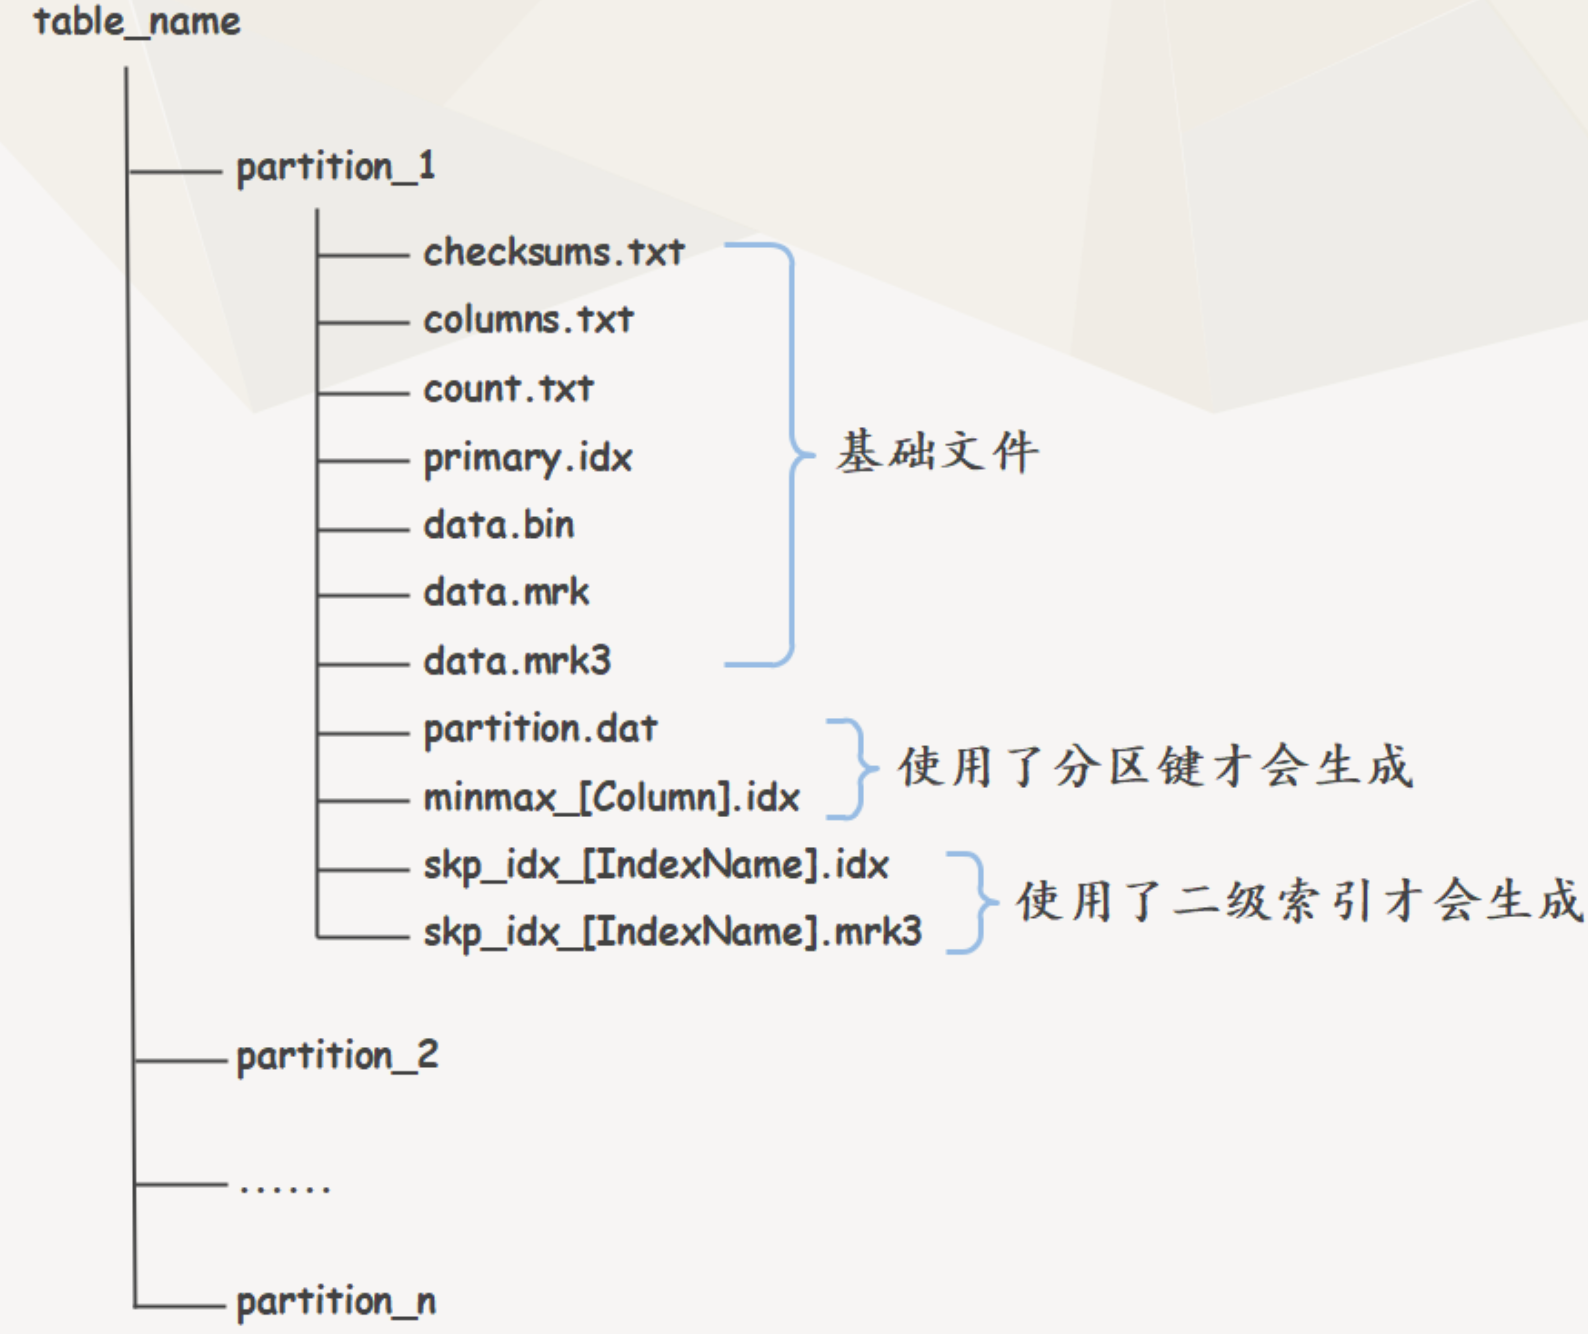 table_name
partition_1
checksums.txt
columns.txt
count.txt
primary.idx
data.bin
data.mrk
data.mrk3
基础文件
partition.dat
minmax_[Column].idx
使用了分区键才会生成
skp_idx_[IndexName].idx
skp_idx_[IndexName].mrk3
使用了二级索引才会生成
partition_2
......
partition_n